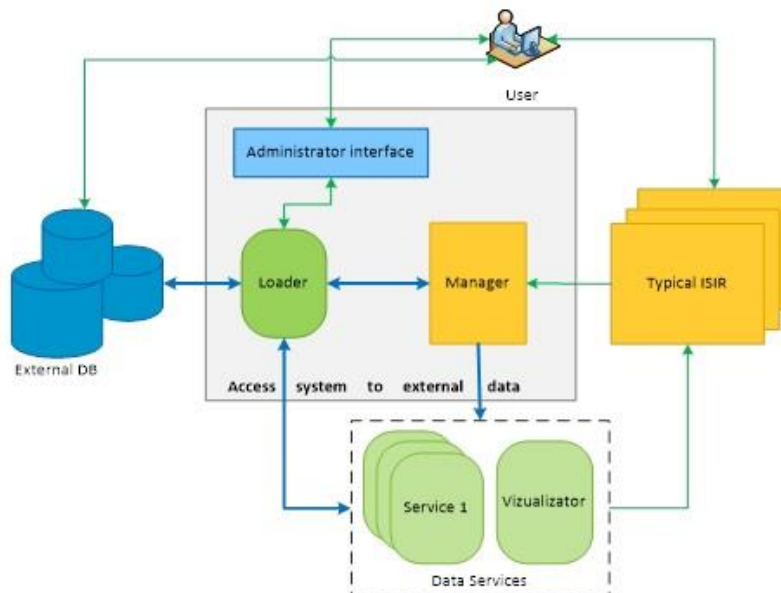 User
Administrator interface
Loader
Manager
Typical ISIR
External DB
Access system to external data
Service 1
Vizualizator
Data Services